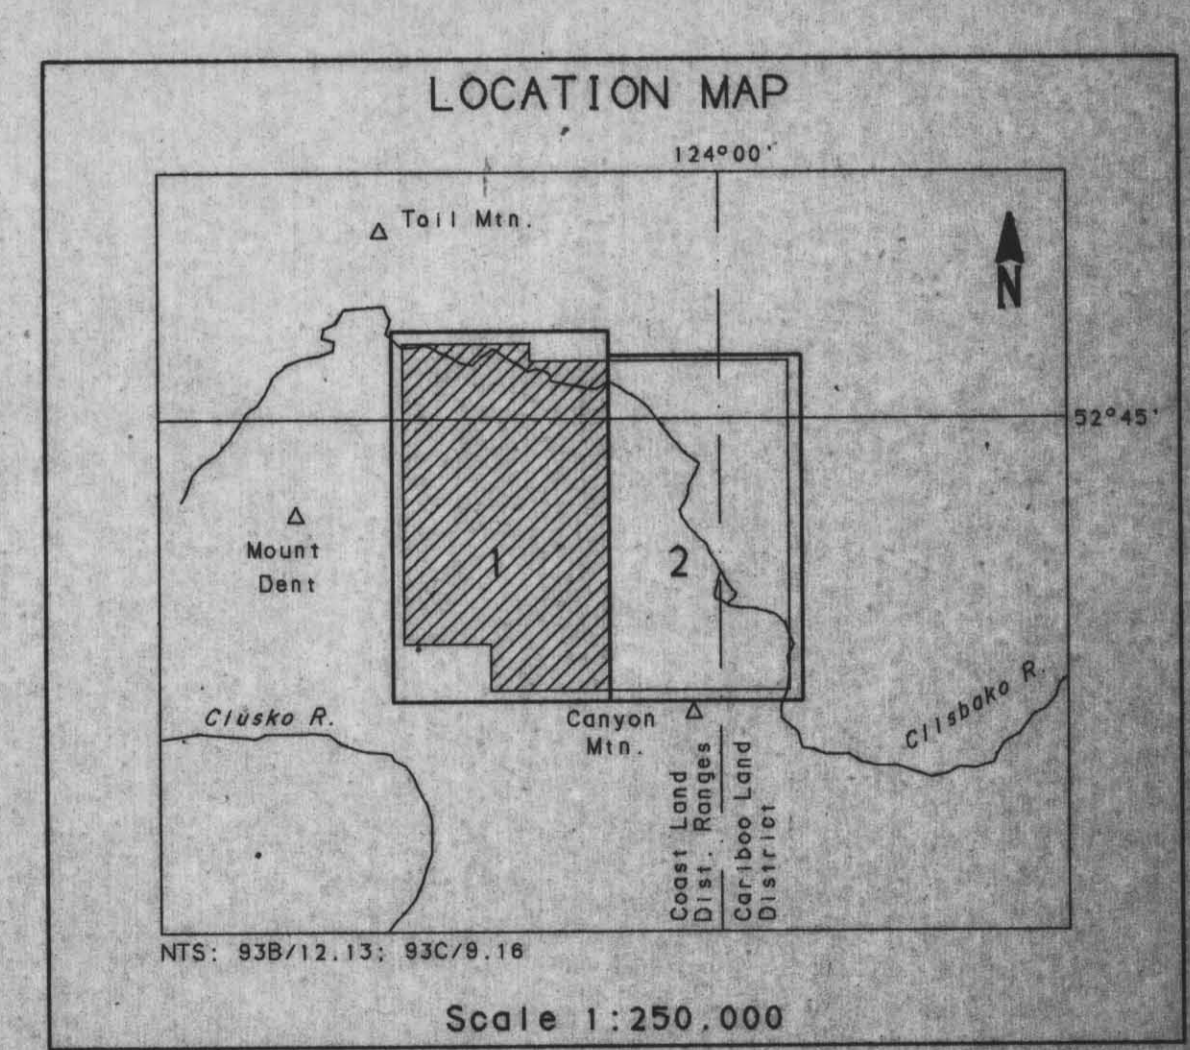 LOCATION MAP
124°00'
Tail Mtn.
N
52°45'
Mount
Dent
1
2
Clusko R.
Canyon
Mtn.
Clisbako R.
Coast Land
Dist. Ranges
Cariboo Land
District
NTS: 93B/12.13; 93C/9.16
Scale 1:250.000